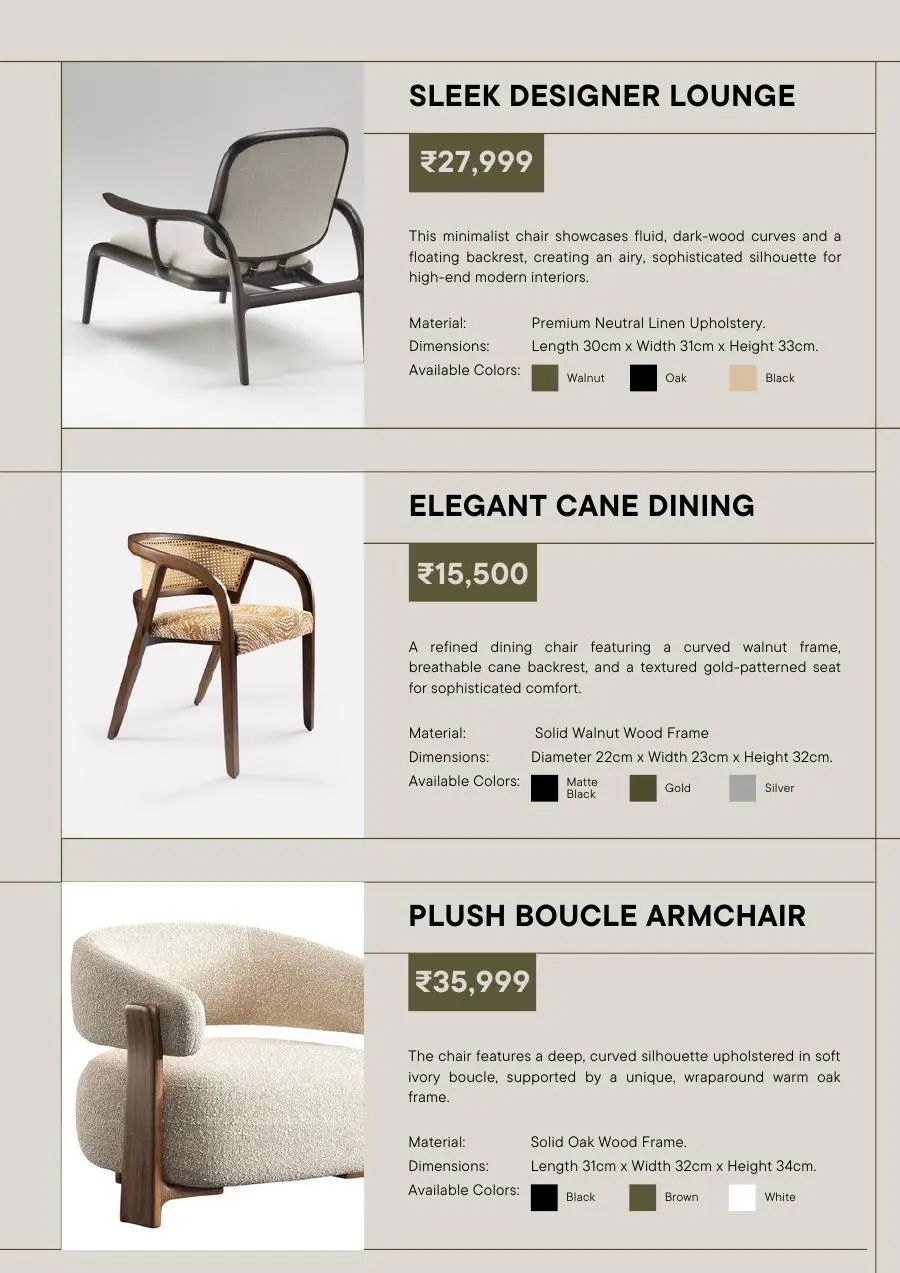 SLEEK DESIGNER LOUNGE
₹27,999
This minimalist chair showcases fluid, dark-wood curves and a
floating backrest, creating an airy, sophisticated silhouette for
high-end modern interiors.
Material: Premium Neutral Linen Upholstery.
Dimensions: Length 30cm x Width 31cm x Height 33cm.
Available Colors: Walnut Oak Black
ELEGANT CANE DINING
₹15,500
A refined dining chair featuring a curved walnut frame,
breathable cane backrest, and a textured gold-patterned seat
for sophisticated comfort.
Material: Solid Walnut Wood Frame
Dimensions: Diameter 22cm x Width 23cm x Height 32cm.
Available Colors: Matte Black Gold Silver
PLUSH BOUCLE ARMCHAIR
₹35,999
The chair features a deep, curved silhouette upholstered in soft
ivory boucle, supported by a unique, wraparound warm oak
frame.
Material: Solid Oak Wood Frame.
Dimensions: Length 31cm x Width 32cm x Height 34cm.
Available Colors: Black Brown White